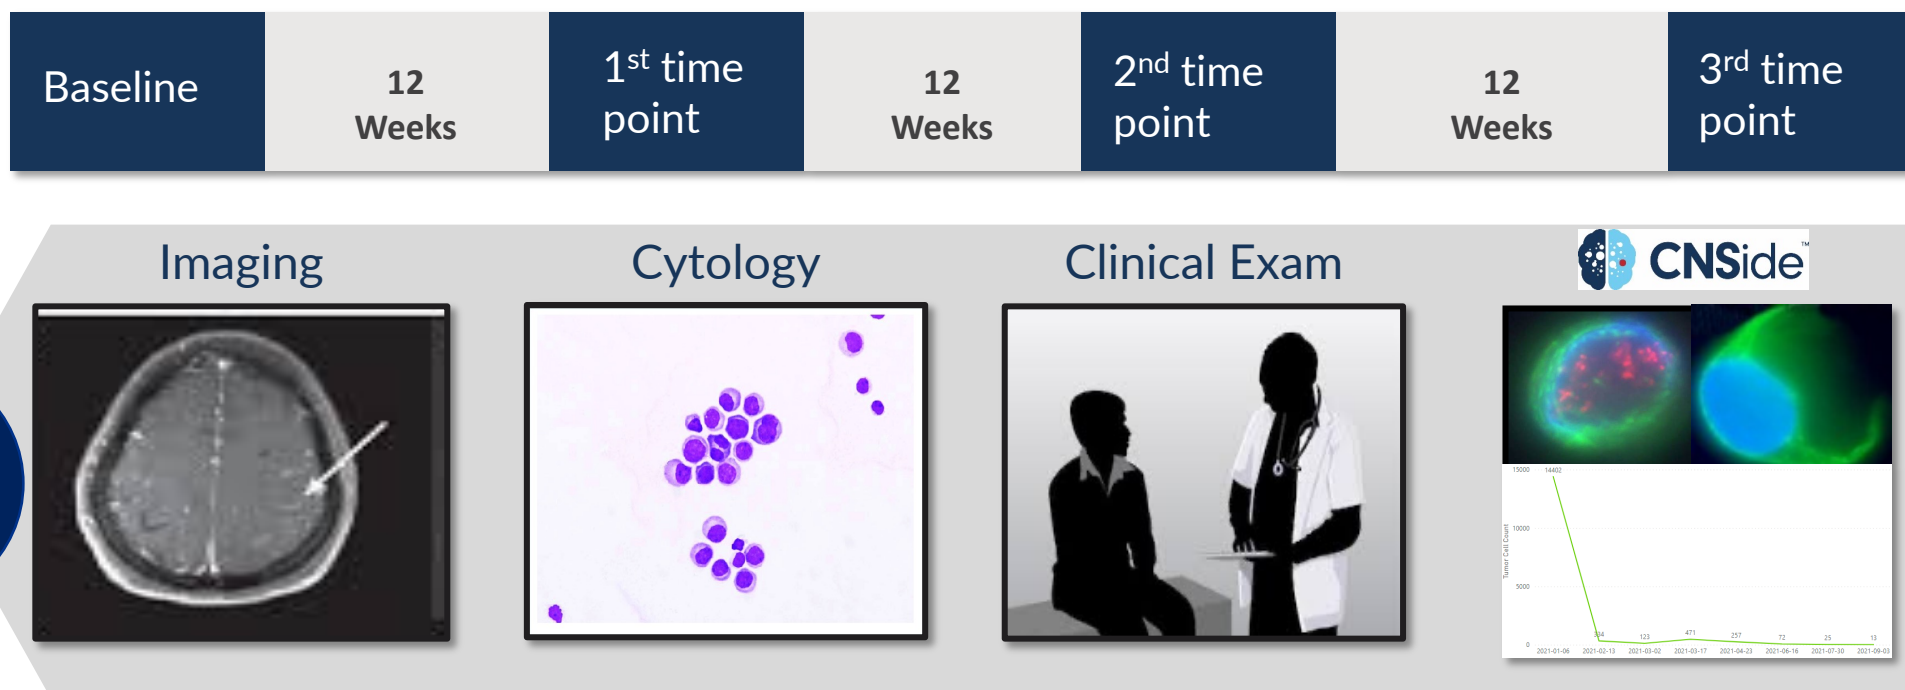 Baseline
12
Weeks
1st time
point
12
Weeks
2nd time
point
12
Weeks
3rd time
point
Imaging
Cytology
Clinical Exam
CNSide™
15000
14402
10000
Tumor Cell Count
5000
0
334
123
471
257
72
25
13
2021-01-06
2021-02-13
2021-03-02
2021-03-17
2021-04-23
2021-06-16
2021-07-30
2021-09-03